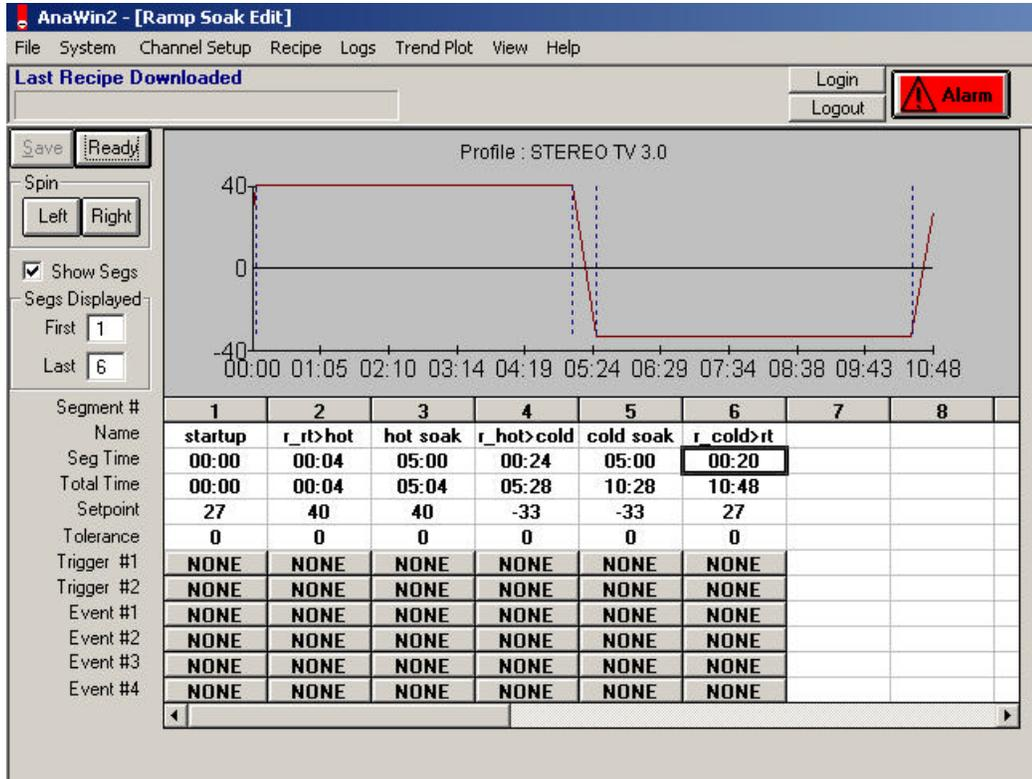 AnaWin2 - [Ramp Soak Edit]
File System Channel Setup Recipe Logs Trend Plot View Help
Last Recipe Downloaded
Login
Logout
Alarm
Save Ready
Spin
Left Right
Show Segs
Segs Displayed
First 1
Last 6
Profile : STEREO TV 3.0
40
0
-40
00:00 01:05 02:10 03:14 04:19 05:24 06:29 07:34 08:38 09:43 10:48
Segment # 1 2 3 4 5 6 7 8
Name startup r_rt>hot hot soak r_hot>cold cold soak r_cold>rt
Seg Time 00:00 00:04 05:00 00:24 05:00 00:20
Total Time 00:00 00:04 05:04 05:28 10:28 10:48
Setpoint 27 40 40 -33 -33 27
Tolerance 0 0 0 0 0 0
Trigger #1 NONE NONE NONE NONE NONE NONE
Trigger #2 NONE NONE NONE NONE NONE NONE
Event #1 NONE NONE NONE NONE NONE NONE
Event #2 NONE NONE NONE NONE NONE NONE
Event #3 NONE NONE NONE NONE NONE NONE
Event #4 NONE NONE NONE NONE NONE NONE